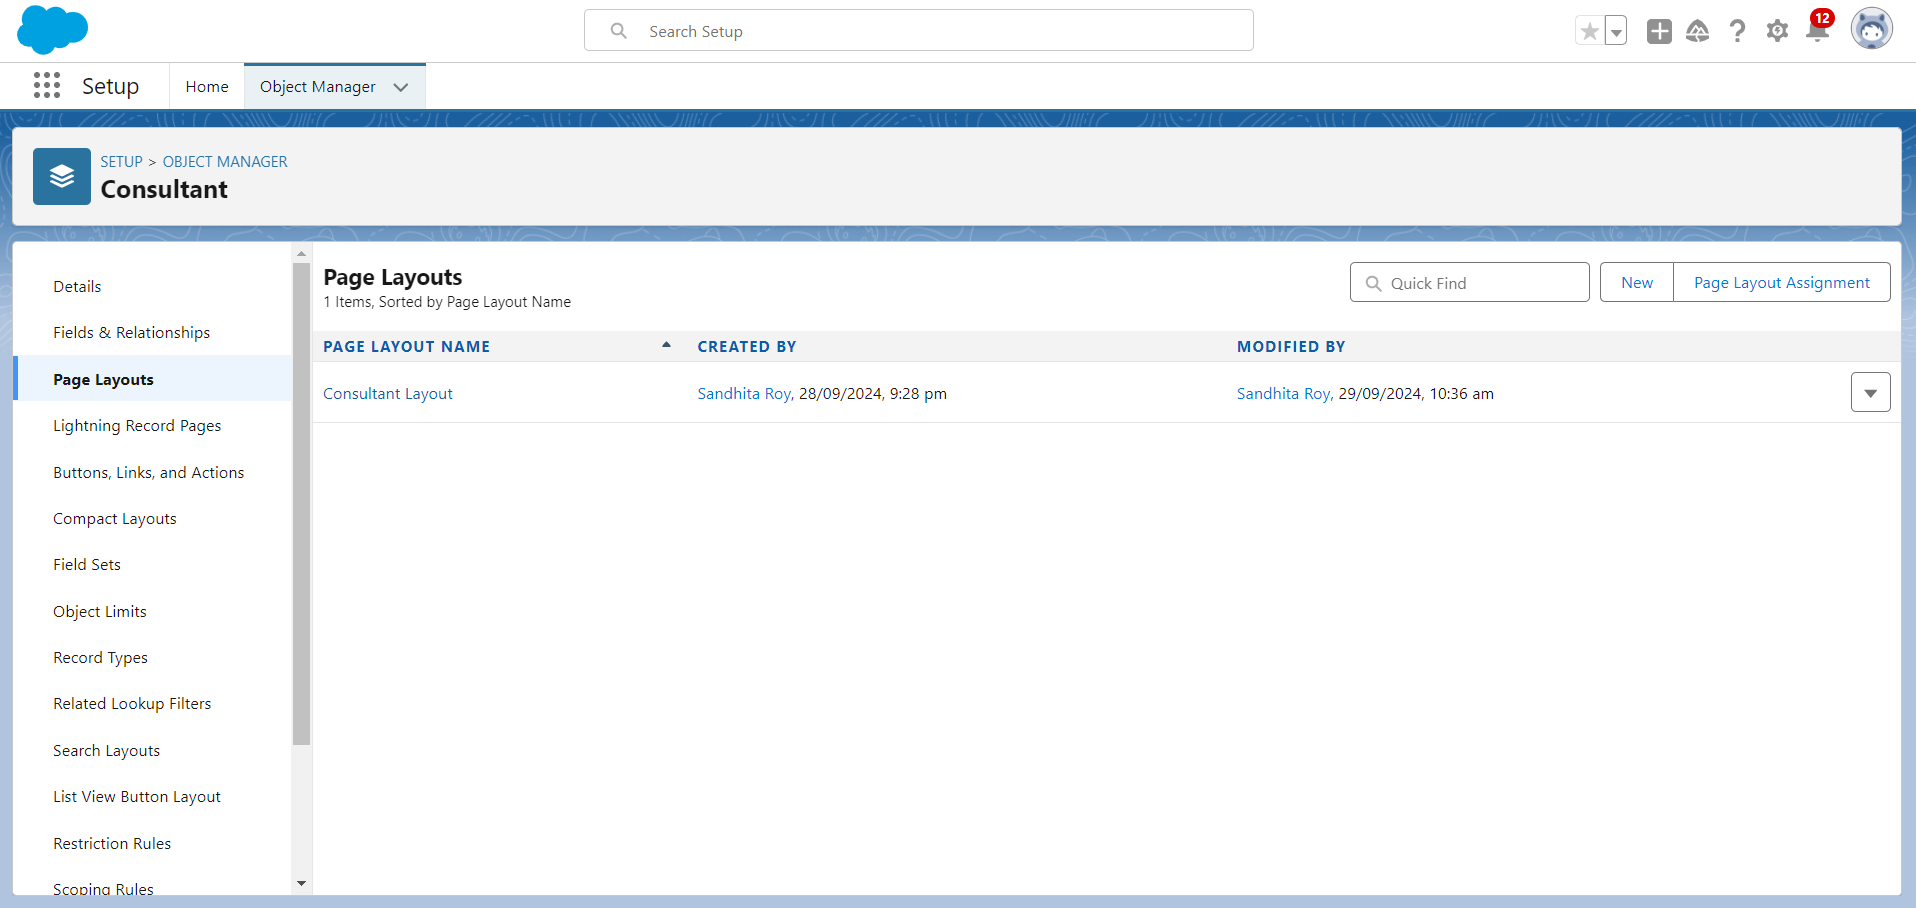 Search Setup
12
Setup
Home
Object Manager
SETUP > OBJECT MANAGER
Consultant
Details
Fields & Relationships
Page Layouts
Lightning Record Pages
Buttons, Links, and Actions
Compact Layouts
Field Sets
Object Limits
Record Types
Related Lookup Filters
Search Layouts
List View Button Layout
Restriction Rules
Scoping Rules
Page Layouts
1 Items, Sorted by Page Layout Name
Quick Find
New
Page Layout Assignment
PAGE LAYOUT NAME
CREATED BY
MODIFIED BY
Consultant Layout
Sandhita Roy, 28/09/2024, 9:28 pm
Sandhita Roy, 29/09/2024, 10:36 am